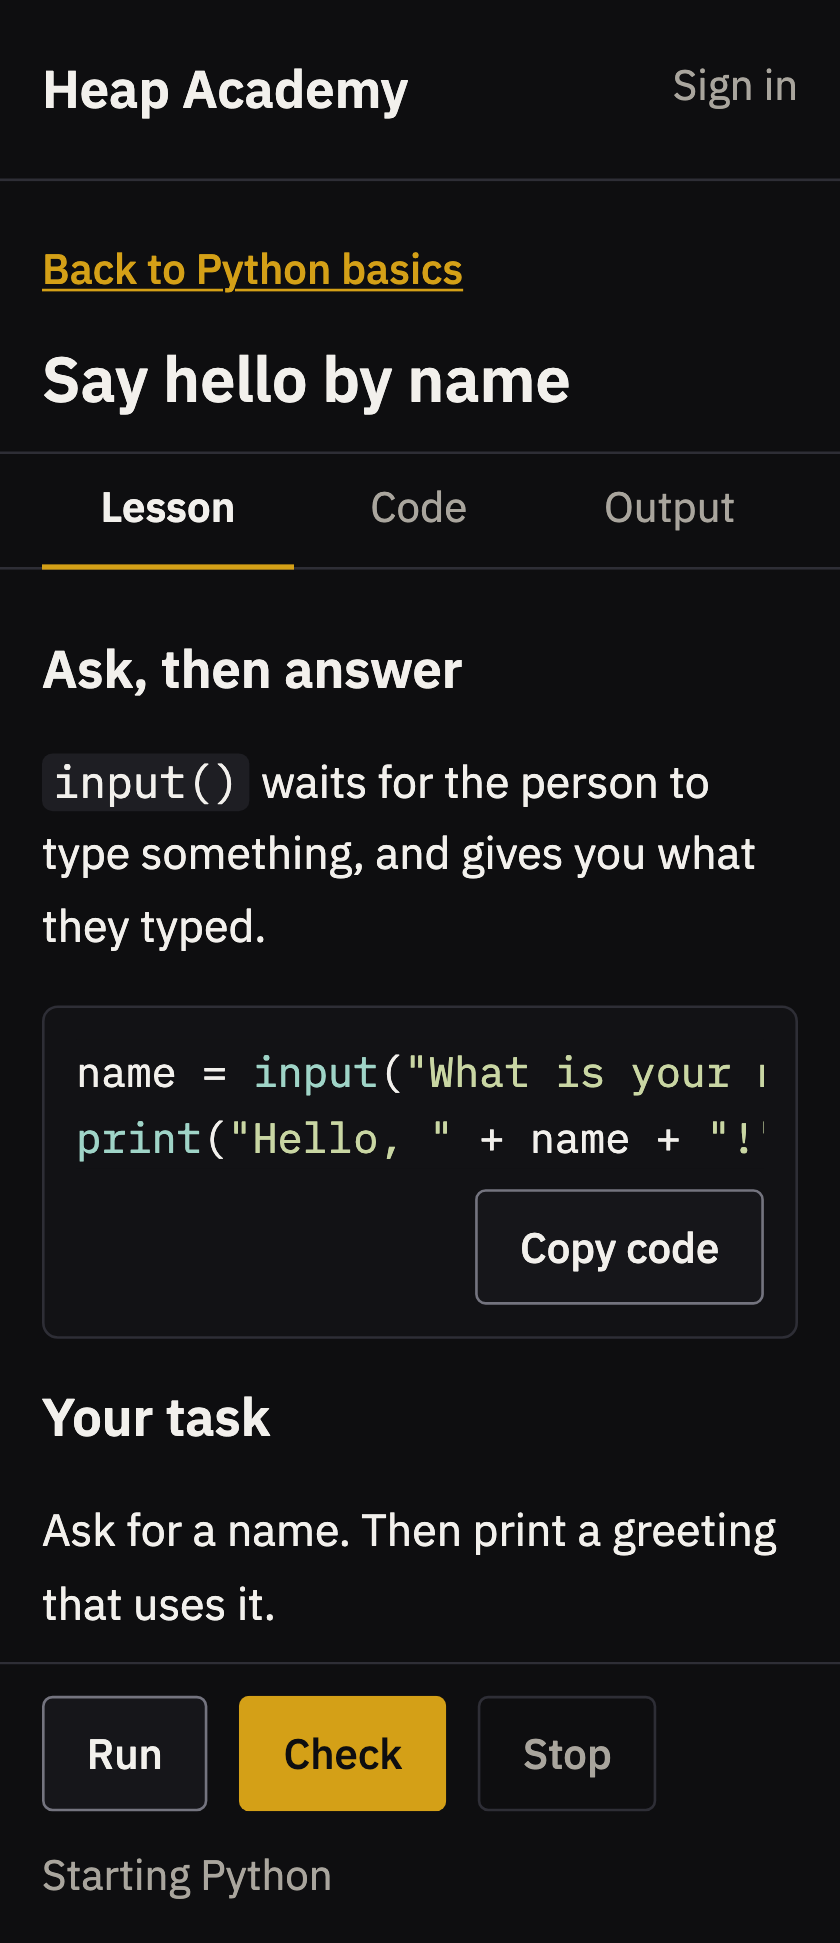 Heap Academy
Sign in
Back to Python basics
Say hello by name
Lesson
Code
Output
Ask, then answer
input() waits for the person to
type something, and gives you what
they typed.
name = input("What is your
print("Hello, " + name + "!
Copy code
Your task
Ask for a name. Then print a greeting
that uses it.
Run
Check
Stop
Starting Python